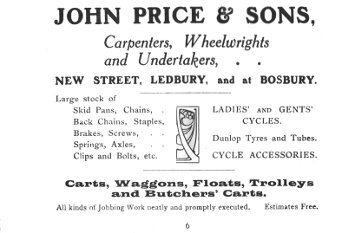 JOHN PRICE & SONS,
Carpenters, Wheelwrights
and Undertakers, . .
NEW STREET, LEDBURY, and at BOSBURY.
Large stock of
Skid Pans, Chains, .
Back Chains, Staples,
Brakes, Screws, . .
Springs, Axles, .
Clips and Bolts, etc.
LADIES' and GENTS'
CYCLES.
Dunlop Tyres and Tubes.
CYCLE ACCESSORIES.
Carts, Waggons, Floats, Trolleys
and Butchers' Carts.
All kinds of Jobbing Work neatly and promptly executed. Estimates Free.
6